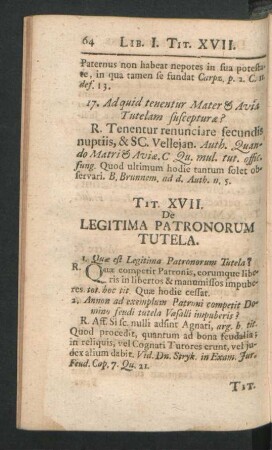 64 LIB. I. TIT. XVII.
Paternus non habeat nepotes in sua potesta-
te, in qua tamen se fundat Carpz. p. 2. C. 11.
def. 13.
17. Ad quid tenentur Mater & Avia
Tutelam suscepturæ?
R. Tenentur renunciare secundis
nuptiis, & SC. Vellejan. Auth. Quan-
do Matri & Aviæ. C. Qu. mul. tut. offic.
fung. Quod ultimum hodie tantum solet ob-
servari. B. Brunnem. ad d. Auth. n. 5.
TIT. XVII.
De
LEGITIMA PATRONORUM
TUTELA.
1. Quæ est Legitima Patronorum Tutela?
R. Quæ competit Patronis, eorumque libe-
ris in libertos & manumissos impube-
res. tot. hoc tit. Quæ hodie cessat.
2. Annon ad exemplum Patroni competit Do-
mino feudi tutela Vasalli impuberis?
R. Aff. Si sc. nulli adsint Agnati, arg. b. tit.
Quod procedit, quantum ad bona feudalia;
in reliquis, vel Cognati Tutores erunt, vel ju-
dex alium dabit. Vid. Dn. Stryk. in Exam. Jur.
Feud. Cap. 7. Qu. 21.
TIT.